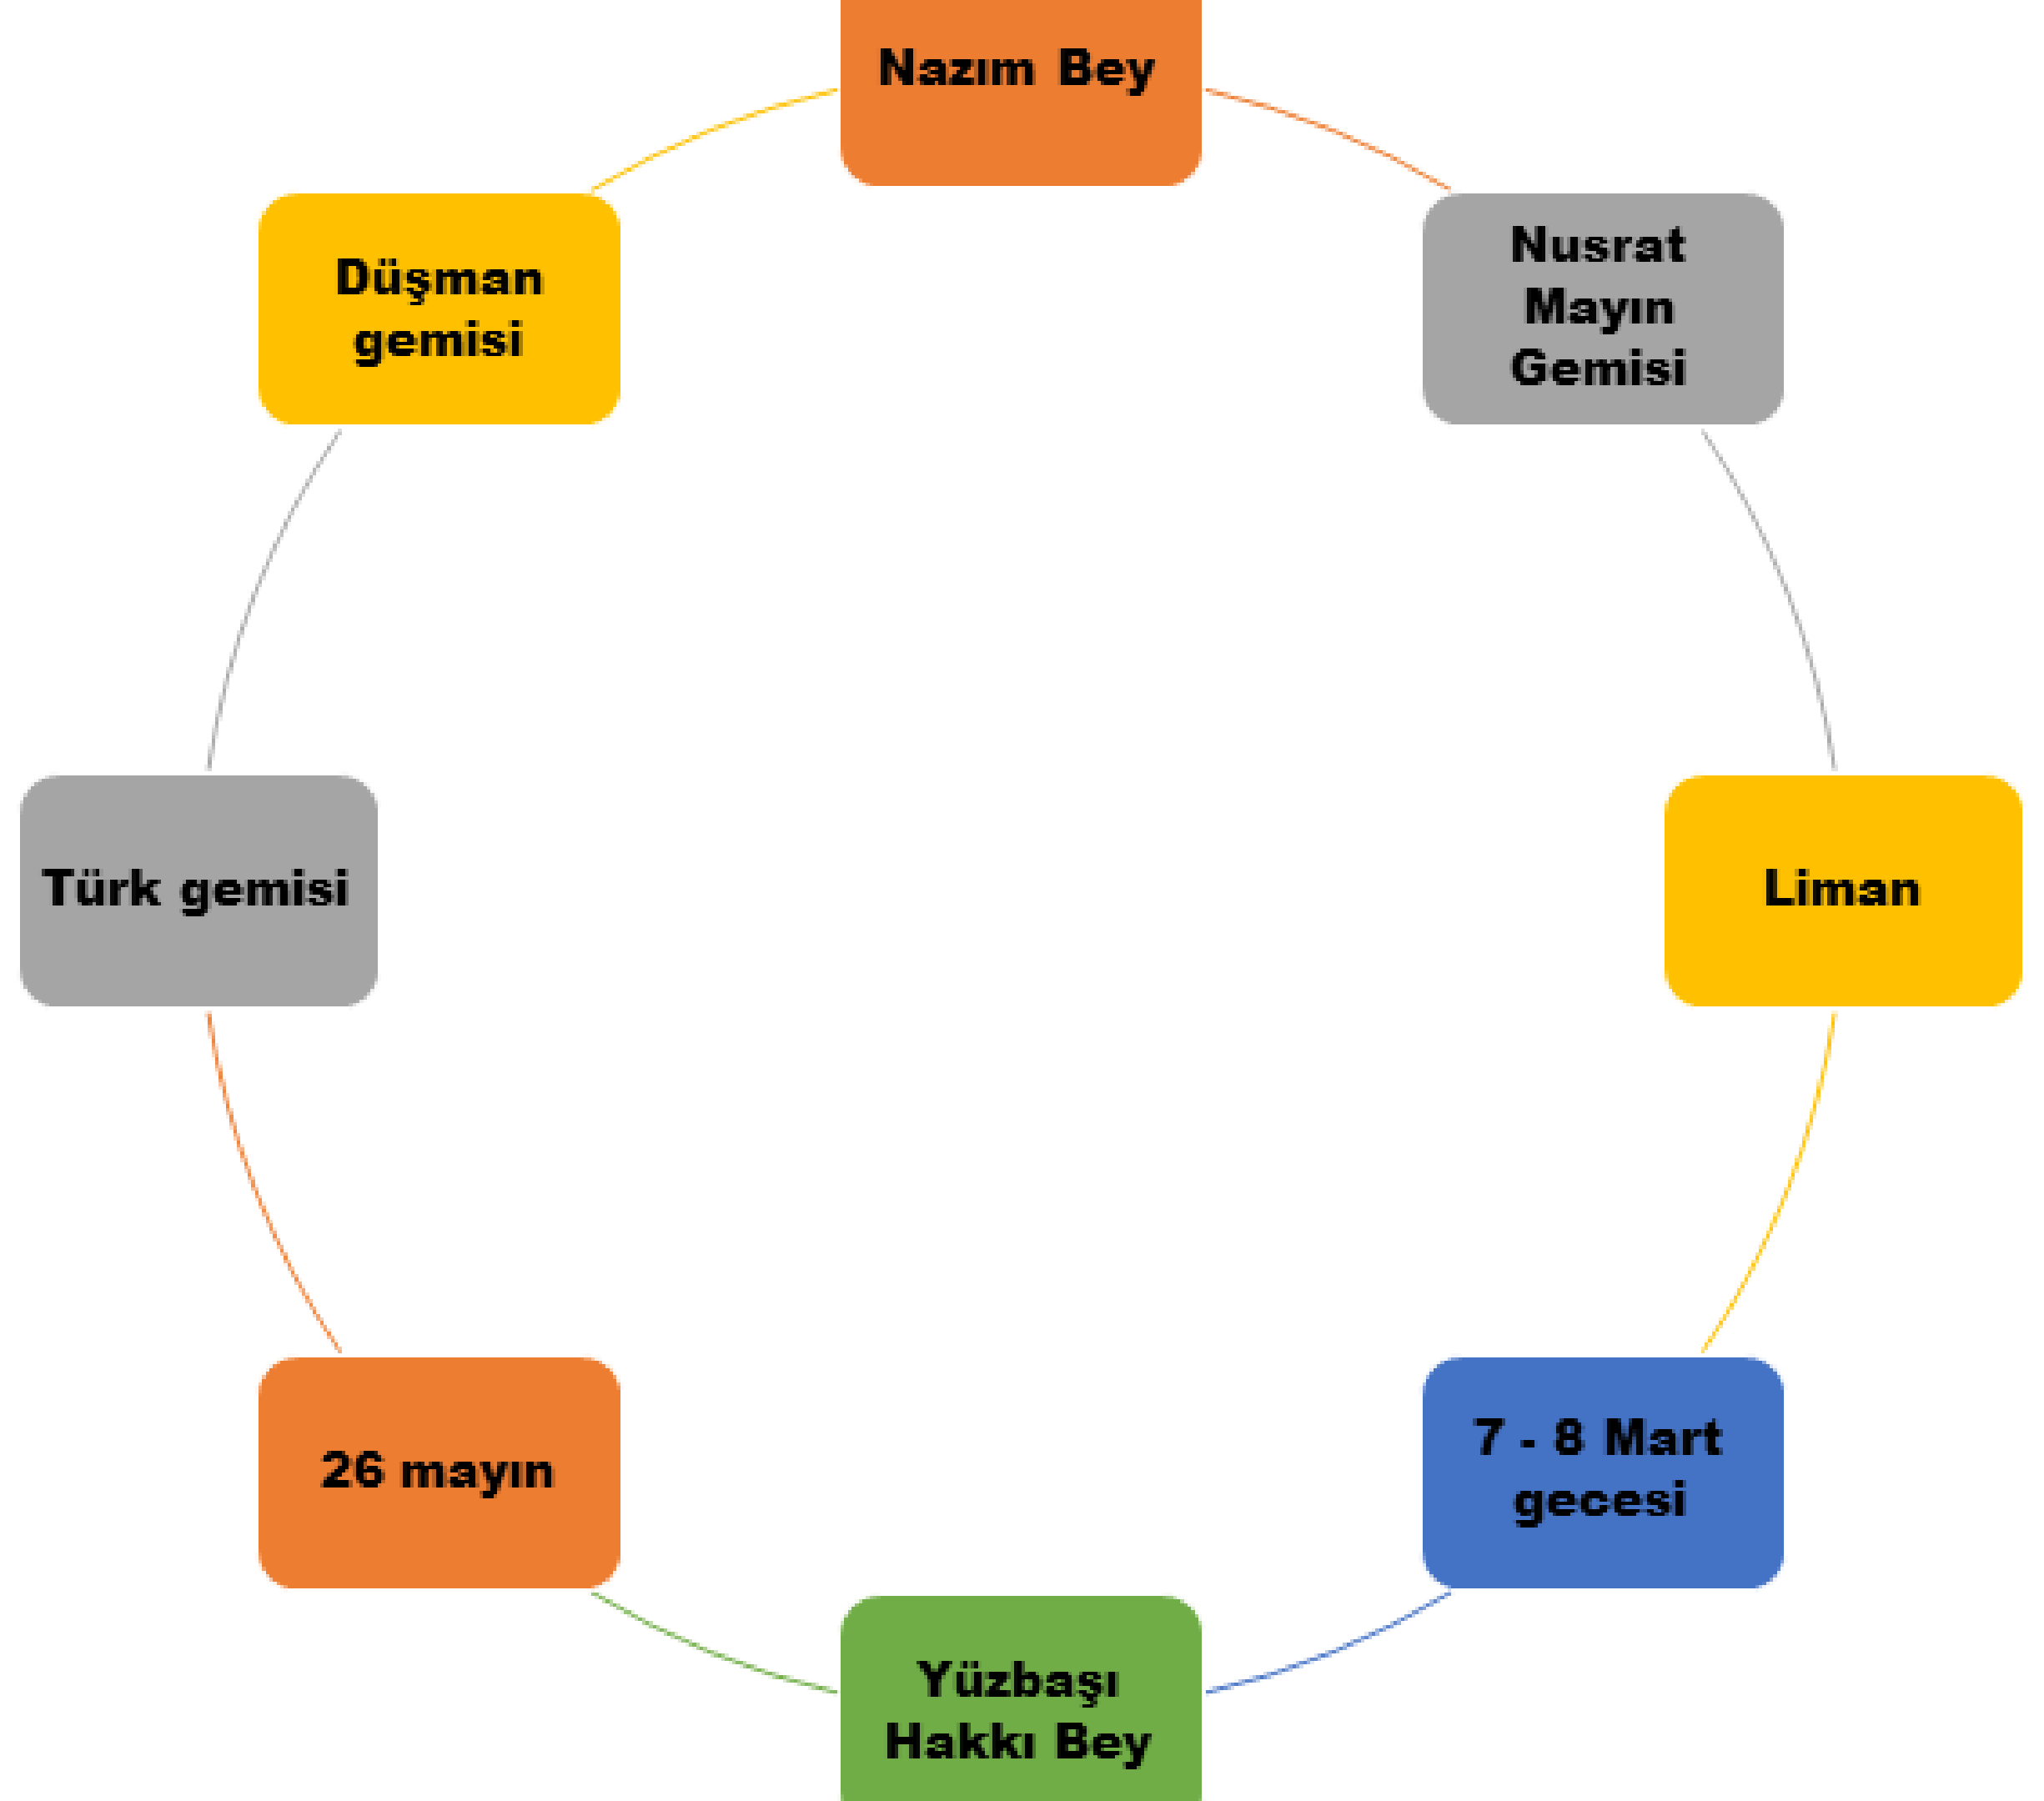 Nazım Bey
Nusrat
Mayın
Gemisi
Liman
7 - 8 Mart
gecesi
Yüzbaşı
Hakkı Bey
26 mayın
Türk gemisi
Düşman
gemisi